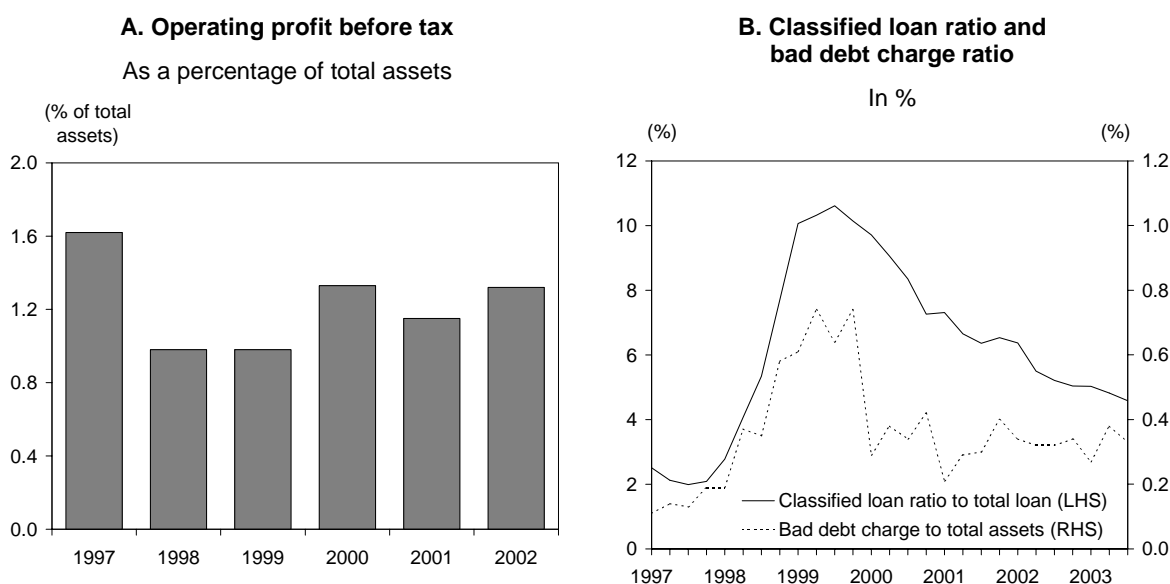 A. Operating profit before tax
As a percentage of total assets
(% of total
assets)
2.0
1.6
1.2
0.8
0.4
0.0
1997 1998 1999 2000 2001 2002
B. Classified loan ratio and
bad debt charge ratio
In %
(%) (%)
12 1.2
10 1.0
8 0.8
6 0.6
4 0.4
2 0.2
Classified loan ratio to total loan (LHS)
Bad debt charge to total assets (RHS)
0 0.0
1997 1998 1999 2000 2001 2002 2003